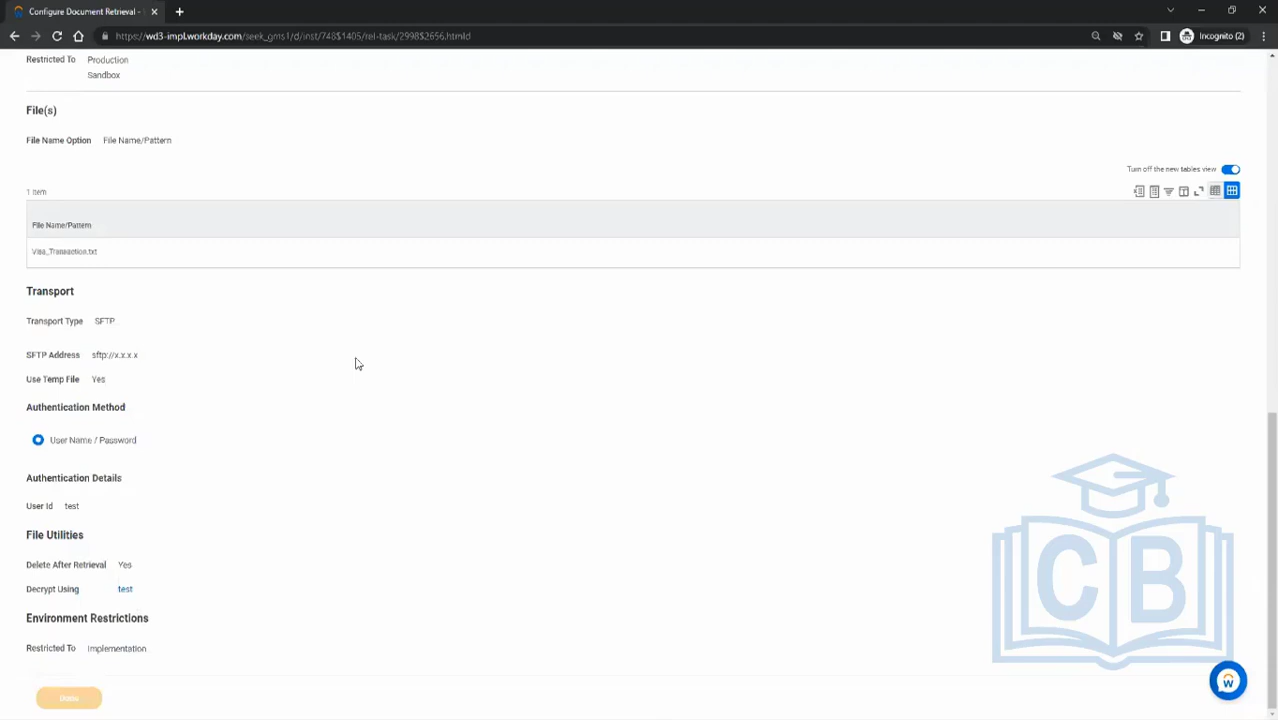 Configure Document Retrieval -
https://wd3-impl.workday.com/seek_gms1/d/inst/748$1405/rel-task/2998$2656.htmld
Incognito (2)
Restricted To Production
Sandbox
File(s)
File Name Option File Name/Pattern
Turn off the new tables view
1 item
File Name/Pattern
Visa_Transaction.txt
Transport
Transport Type SFTP
SFTP Address sftp://x.x.x.x
Use Temp File Yes
Authentication Method
User Name / Password
Authentication Details
User Id test
File Utilities
Delete After Retrieval Yes
Decrypt Using test
Environment Restrictions
Restricted To Implementation
Done
CB
W